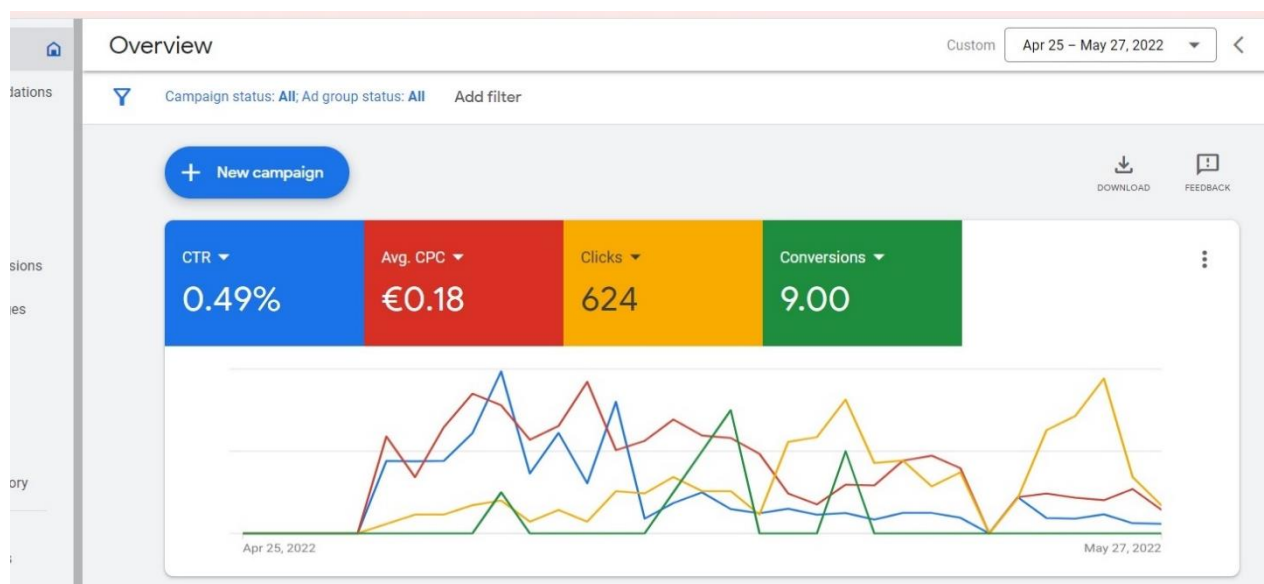 Overview
Custom
Apr 25 – May 27, 2022
dations
Campaign status: All; Ad group status: All
Add filter
New campaign
DOWNLOAD
FEEDBACK
sions
es
CTR
Avg. CPC
Clicks
Conversions
0.49%
€0.18
624
9.00
ory
s
Apr 25, 2022
May 27, 2022